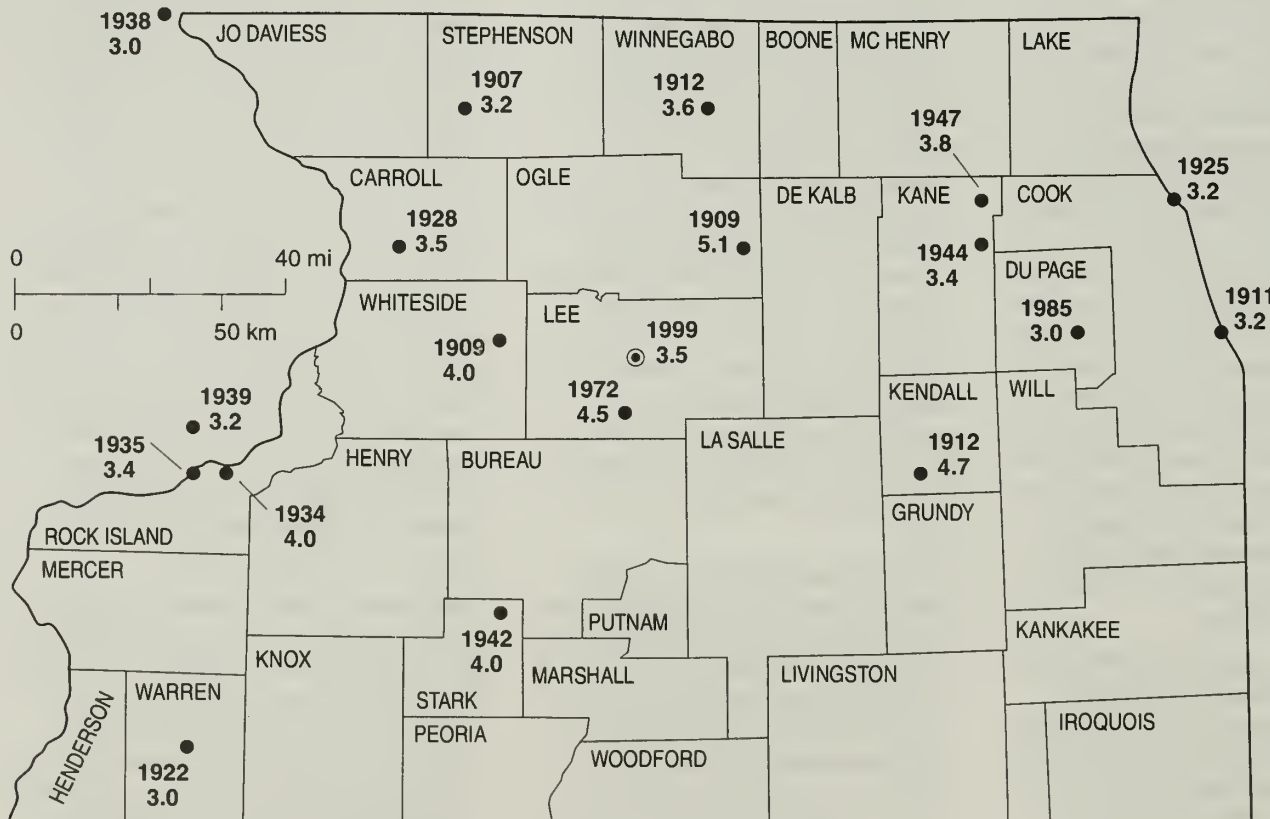 1938
3.0
JO DAVIESS
STEPHENSON
WINNEGABO
BOONE
MC HENRY
LAKE
1907
3.2
1912
3.6
1947
3.8
1925
3.2
CARROLL
OGLE
DE KALB
KANE
COOK
1928
3.5
1909
5.1
1944
3.4
DU PAGE
0
40 mi
0
50 km
WHITESIDE
LEE
1909
4.0
1999
3.5
1985
3.0
1911
3.2
1972
4.5
KENDALL
WILL
1939
3.2
1935
3.4
1934
4.0
HENRY
BUREAU
LA SALLE
1912
4.7
GRUNDY
ROCK ISLAND
MERCER
1942
4.0
PUTNAM
KANKAKEE
KNOX
STARK
MARSHALL
LIVINGSTON
HENDERSON
WARREN
PEORIA
WOODFORD
IROQUOIS
1922
3.0